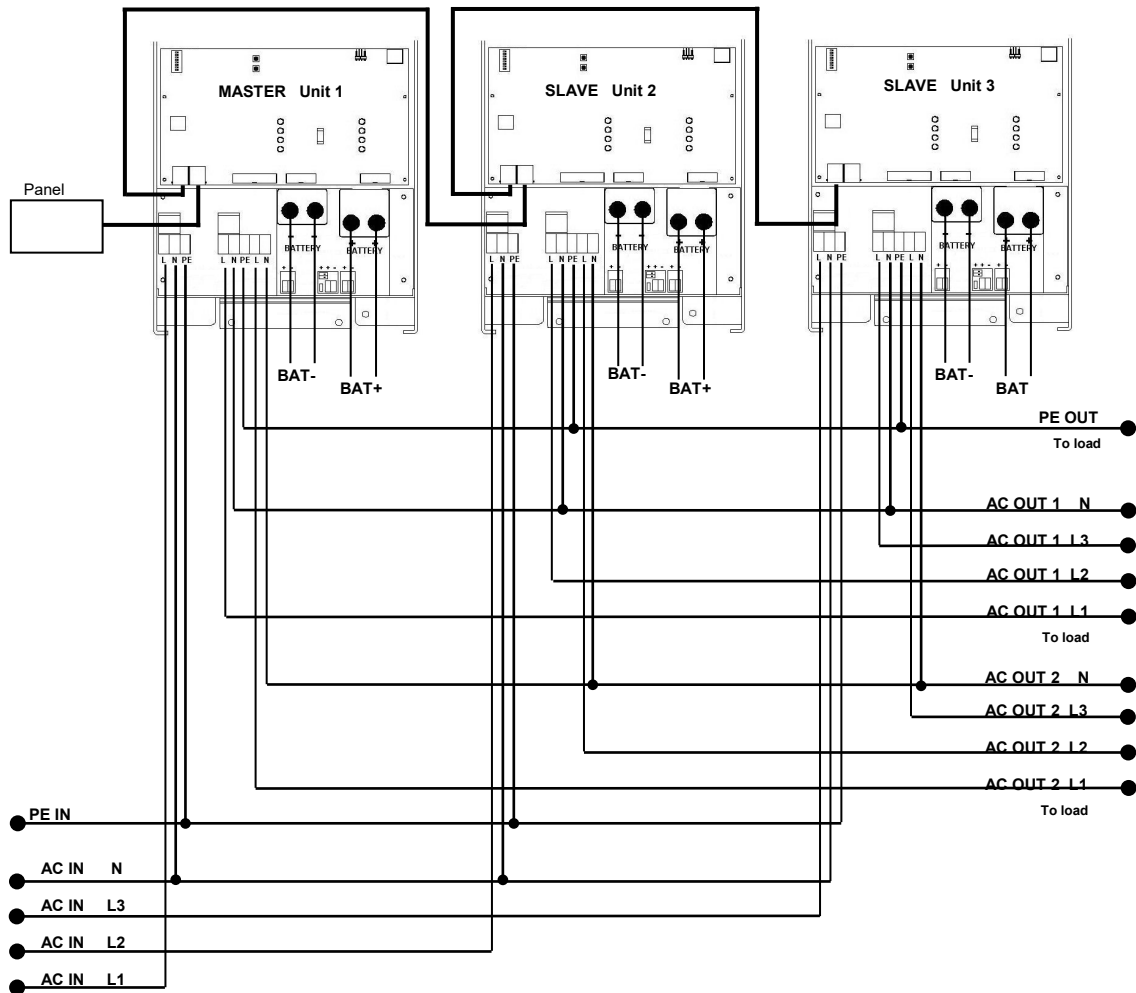 MASTER Unit 1
SLAVE Unit 2
SLAVE Unit 3
Panel
BATTERY BATTERY
BATTERY BATTERY
BATTERY BATTERY
L N PE L N PE L N
L N PE L N PE L N
L N PE L N PE L N
+ - + + - + -
+ - + + - + -
+ - + + - + -
BAT- BAT+
BAT- BAT+
BAT- BAT
PE OUT
To load
AC OUT 1 N
AC OUT 1 L3
AC OUT 1 L2
AC OUT 1 L1
To load
AC OUT 2 N
AC OUT 2 L3
AC OUT 2 L2
AC OUT 2 L1
To load
PE IN
AC IN N
AC IN L3
AC IN L2
AC IN L1